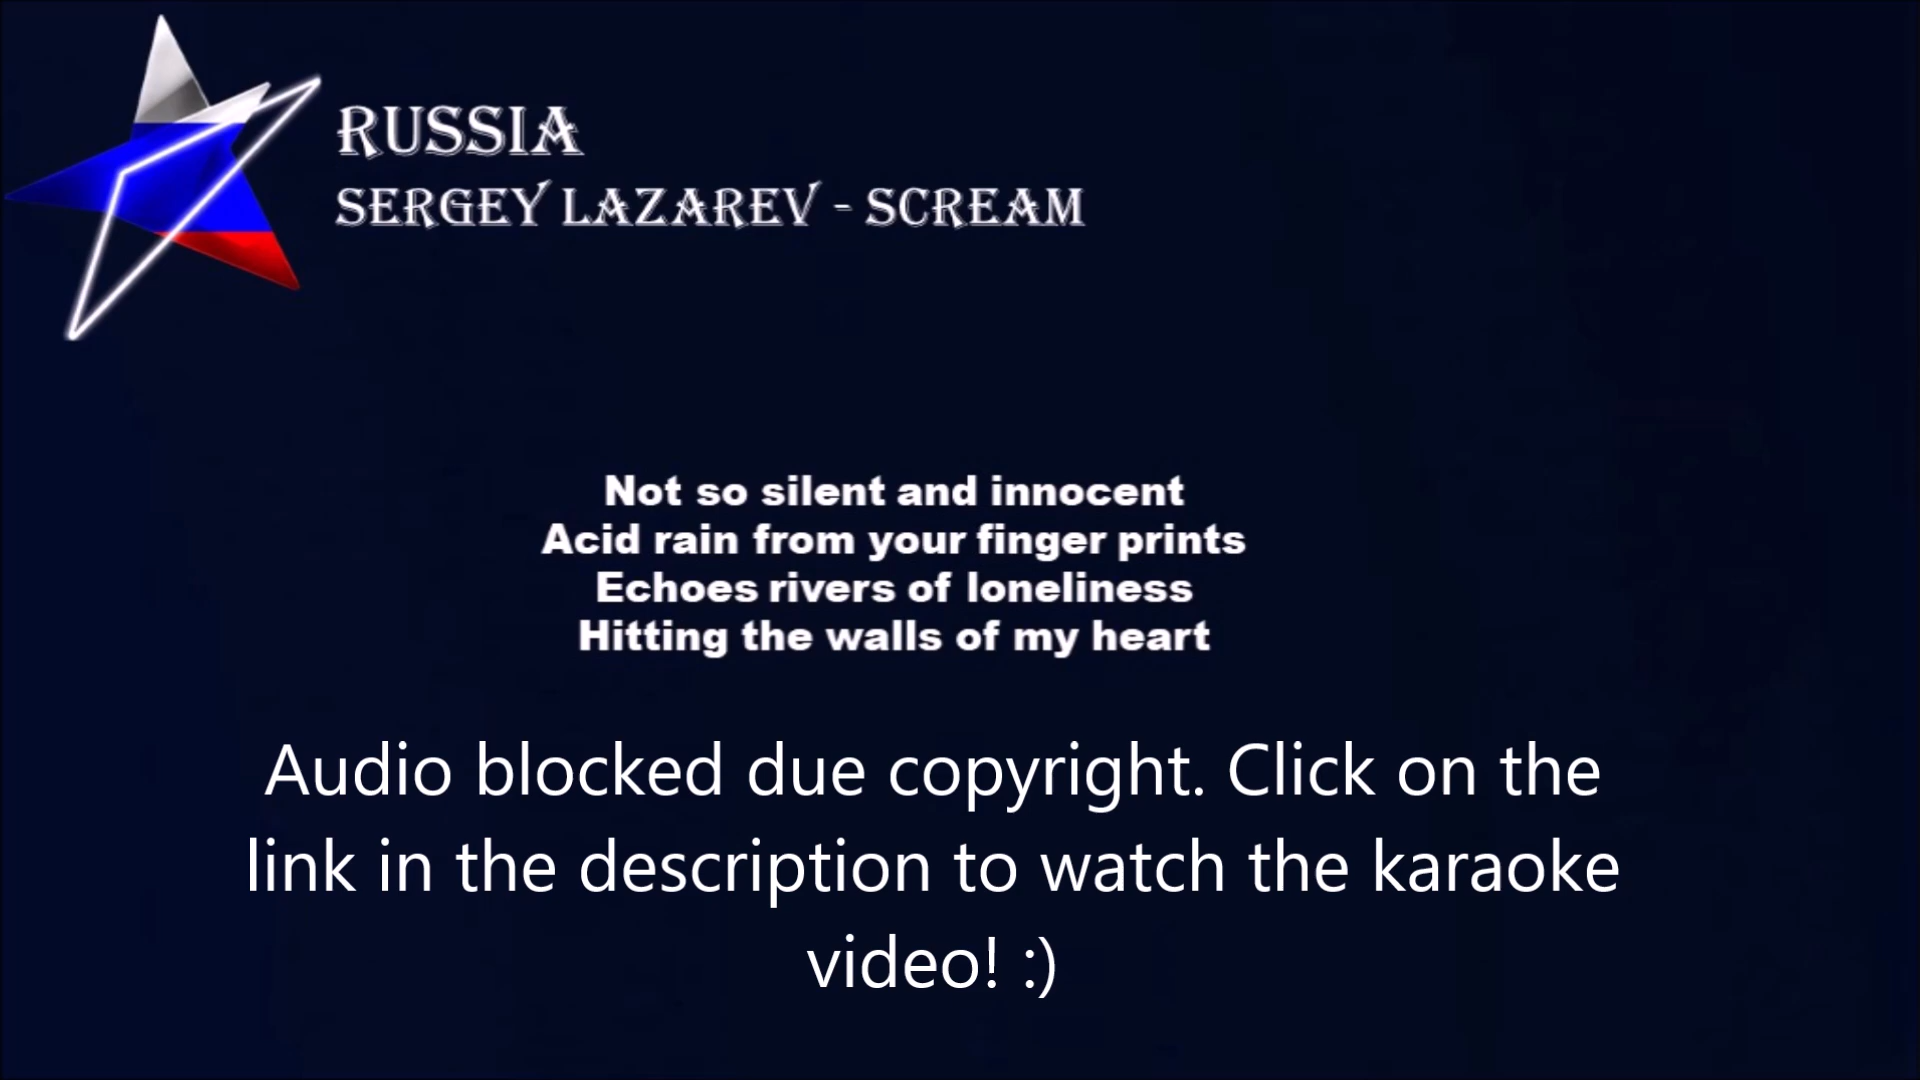 RUSSIA
SERGEY LAZAREV - SCREAM
Not so silent and innocent
Acid rain from your finger prints
Echoes rivers of loneliness
Hitting the walls of my heart
Audio blocked due copyright. Click on the
link in the description to watch the karaoke
video! :)